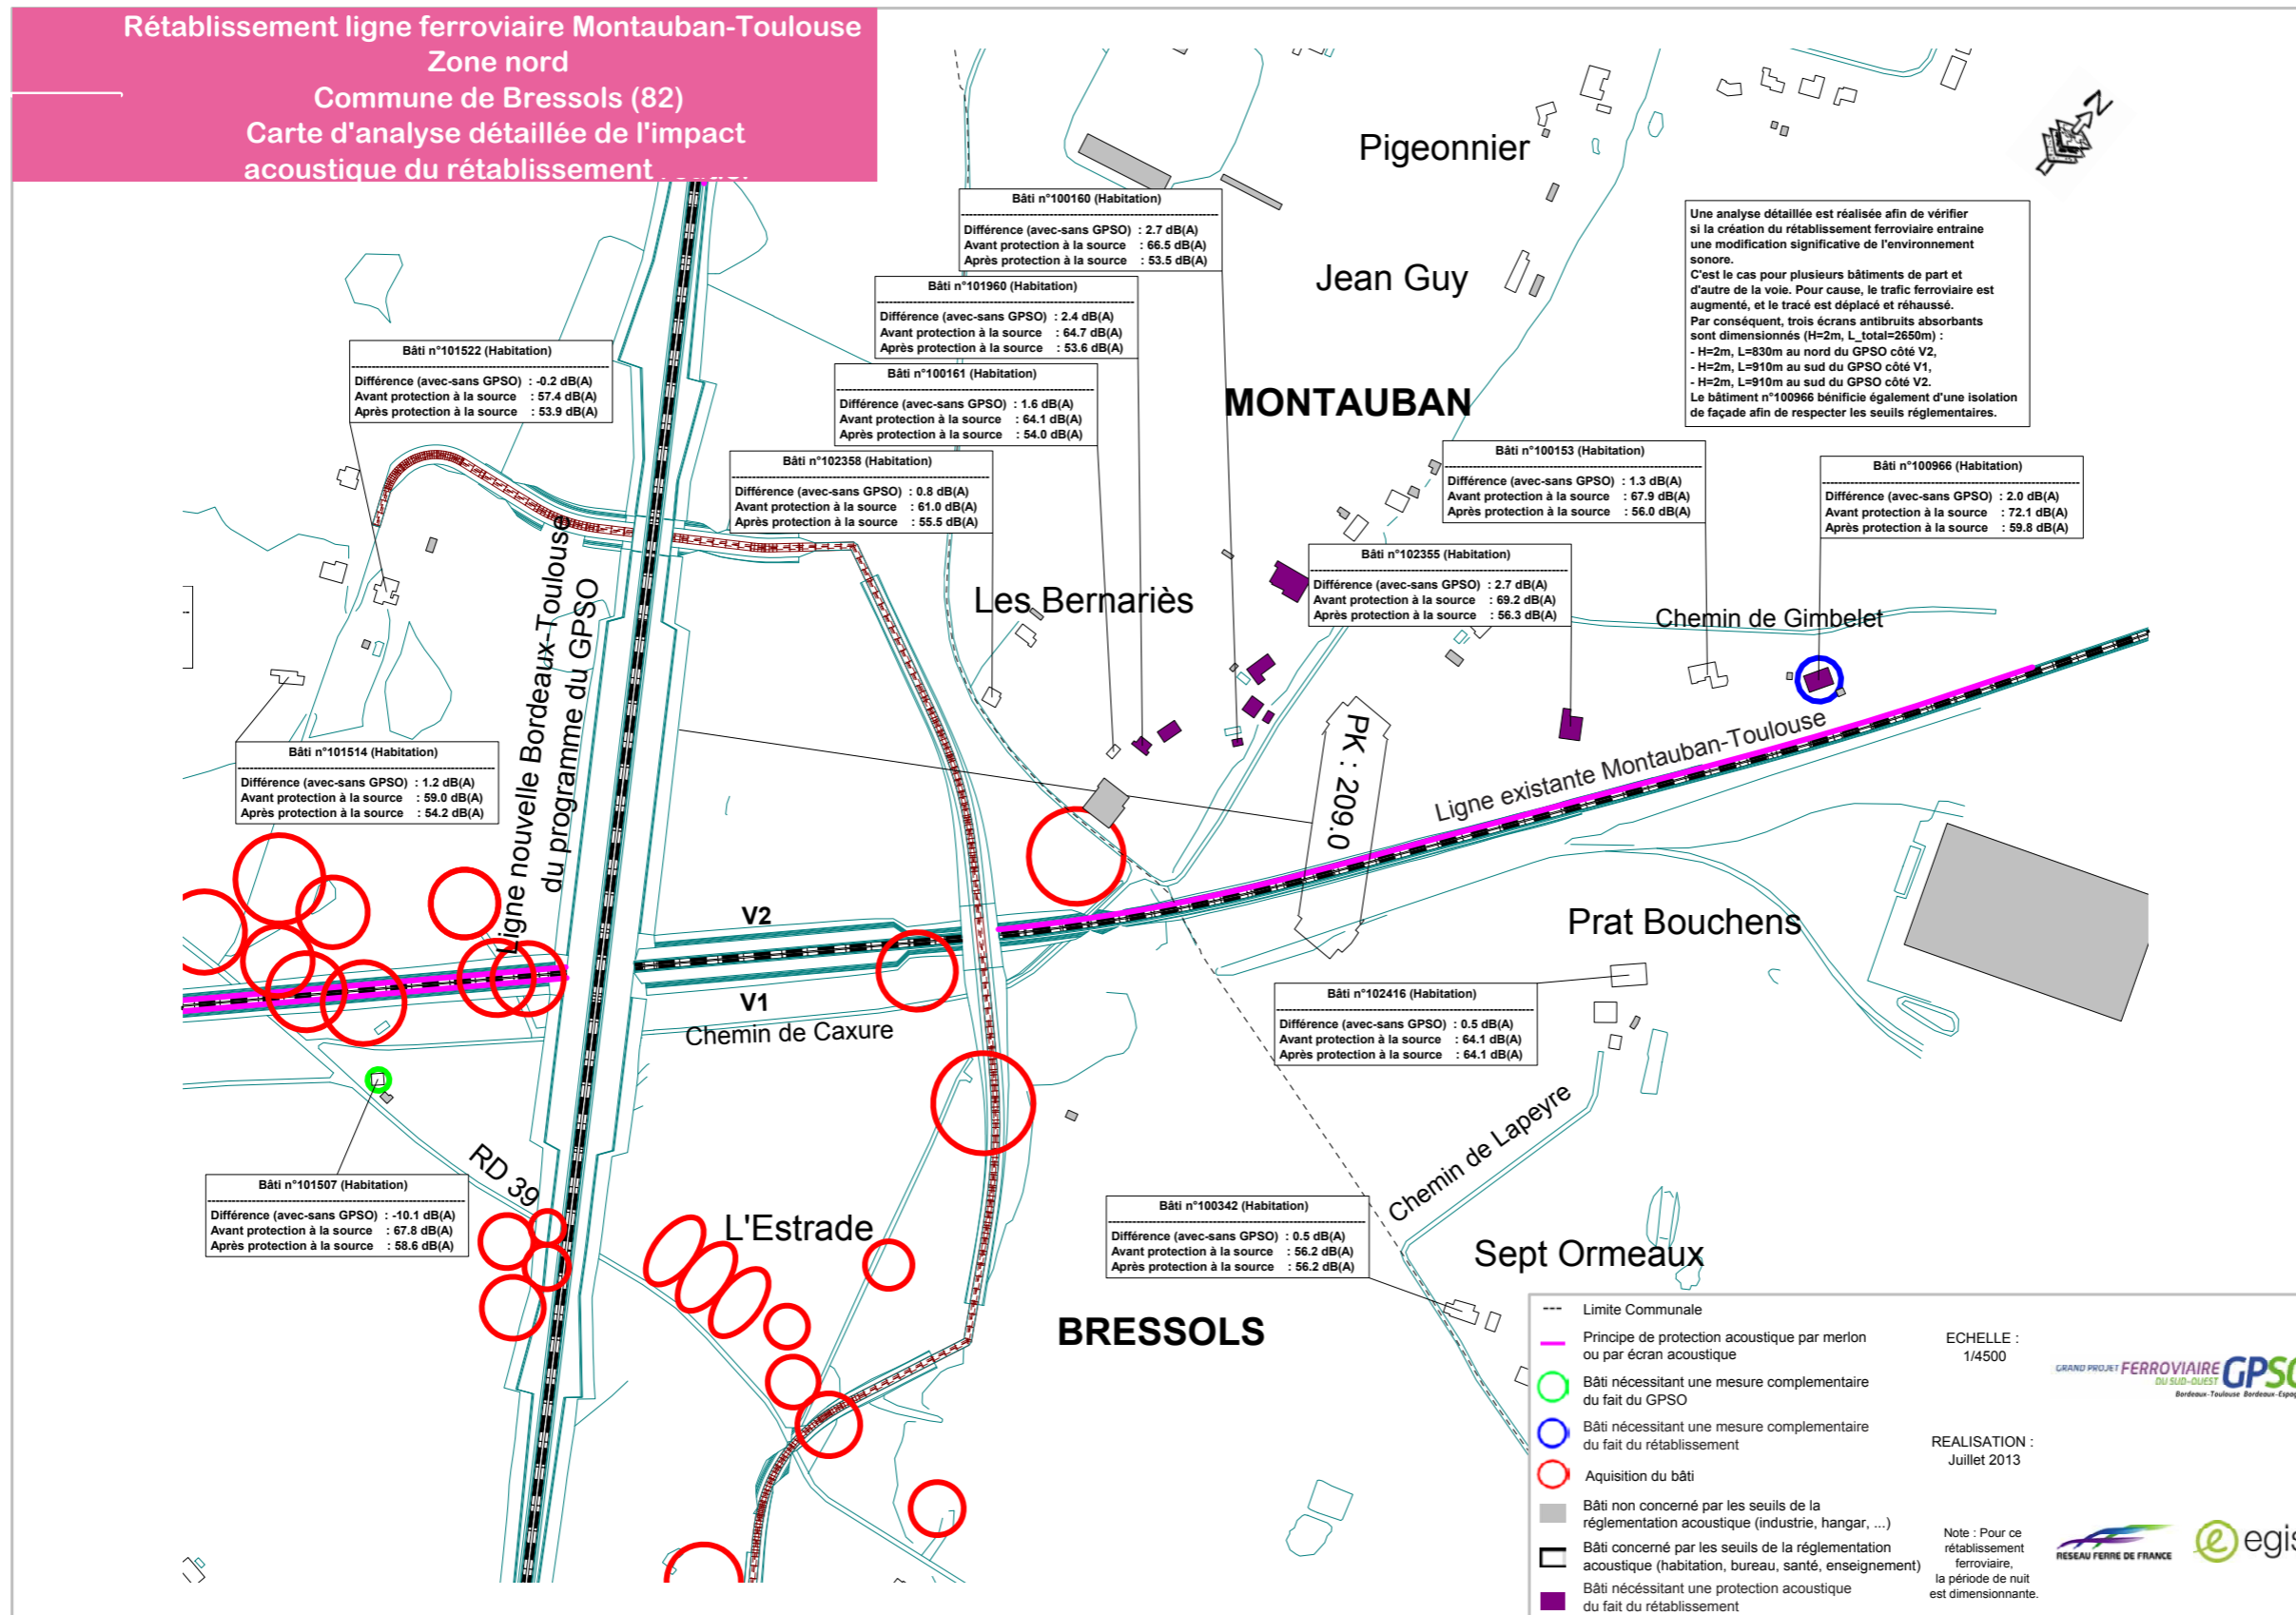 Rétablissement ligne ferroviaire Montauban-Toulouse
Zone nord
Commune de Bressols (82)
Carte d'analyse détaillée de l'impact
acoustique du rétablissement
N
Pigeonnier
Jean Guy
MONTAUBAN
Une analyse détaillée est réalisée afin de vérifier
si la création du rétablissement ferroviaire entraine
une modification significative de l'environnement
sonore.
C'est le cas pour plusieurs bâtiments de part et
d'autre de la voie. Pour cause, le trafic ferroviaire est
augmenté, et le tracé est déplacé et réhaussé.
Par conséquent, trois écrans antibruits absorbants
sont dimensionnés (H=2m, L_total=2650m) :
- H=2m, L=830m au nord du GPSO côté V2,
- H=2m, L=910m au sud du GPSO côté V1,
- H=2m, L=910m au sud du GPSO côté V2.
Le bâtiment n°100966 bénificie également d'une isolation
de façade afin de respecter les seuils réglementaires.
Bâti n°100160 (Habitation)
Différence (avec-sans GPSO) : 2.7 dB(A)
Avant protection à la source : 66.5 dB(A)
Après protection à la source : 53.5 dB(A)
Bâti n°101960 (Habitation)
Différence (avec-sans GPSO) : 2.4 dB(A)
Avant protection à la source : 64.7 dB(A)
Après protection à la source : 53.6 dB(A)
Bâti n°101522 (Habitation)
Différence (avec-sans GPSO) : -0.2 dB(A)
Avant protection à la source : 57.4 dB(A)
Après protection à la source : 53.9 dB(A)
Bâti n°100161 (Habitation)
Différence (avec-sans GPSO) : 1.6 dB(A)
Avant protection à la source : 64.1 dB(A)
Après protection à la source : 54.0 dB(A)
Bâti n°102358 (Habitation)
Différence (avec-sans GPSO) : 0.8 dB(A)
Avant protection à la source : 61.0 dB(A)
Après protection à la source : 55.5 dB(A)
Bâti n°100153 (Habitation)
Différence (avec-sans GPSO) : 1.3 dB(A)
Avant protection à la source : 67.9 dB(A)
Après protection à la source : 56.0 dB(A)
Bâti n°100966 (Habitation)
Différence (avec-sans GPSO) : 2.0 dB(A)
Avant protection à la source : 72.1 dB(A)
Après protection à la source : 59.8 dB(A)
Bâti n°102355 (Habitation)
Différence (avec-sans GPSO) : 2.7 dB(A)
Avant protection à la source : 69.2 dB(A)
Après protection à la source : 56.3 dB(A)
Les Bernariès
Chemin de Gimbelet
Ligne nouvelle Bordeaux-Toulouse
du programme du GPSO
PK : 209.0
Ligne existante Montauban-Toulouse
Bâti n°101514 (Habitation)
Différence (avec-sans GPSO) : 1.2 dB(A)
Avant protection à la source : 59.0 dB(A)
Après protection à la source : 54.2 dB(A)
V2
V1
Chemin de Caxure
Prat Bouchens
Bâti n°102416 (Habitation)
Différence (avec-sans GPSO) : 0.5 dB(A)
Avant protection à la source : 64.1 dB(A)
Après protection à la source : 64.1 dB(A)
Chemin de Lapeyre
RD 39
Bâti n°101507 (Habitation)
Différence (avec-sans GPSO) : -10.1 dB(A)
Avant protection à la source : 67.8 dB(A)
Après protection à la source : 58.6 dB(A)
L'Estrade
Bâti n°100342 (Habitation)
Différence (avec-sans GPSO) : 0.5 dB(A)
Avant protection à la source : 56.2 dB(A)
Après protection à la source : 56.2 dB(A)
Sept Ormeaux
BRESSOLS
Limite Communale
Principe de protection acoustique par merlon
ou par écran acoustique
Bâti nécessitant une mesure complementaire
du fait du GPSO
Bâti nécessitant une mesure complementaire
du fait du rétablissement
Aquisition du bâti
Bâti non concerné par les seuils de la
réglementation acoustique (industrie, hangar, ...)
Bâti concerné par les seuils de la réglementation
acoustique (habitation, bureau, santé, enseignement)
Bâti nécéssitant une protection acoustique
du fait du rétablissement
ECHELLE :
1/4500
GRAND PROJET FERROVIAIRE GPSO
DU SUD-OUEST
Bordeaux-Toulouse Bordeaux-Espag
REALISATION :
Juillet 2013
Note : Pour ce
rétablissement
ferroviaire,
la période de nuit
est dimensionnante.
RESEAU FERRE DE FRANCE
egis